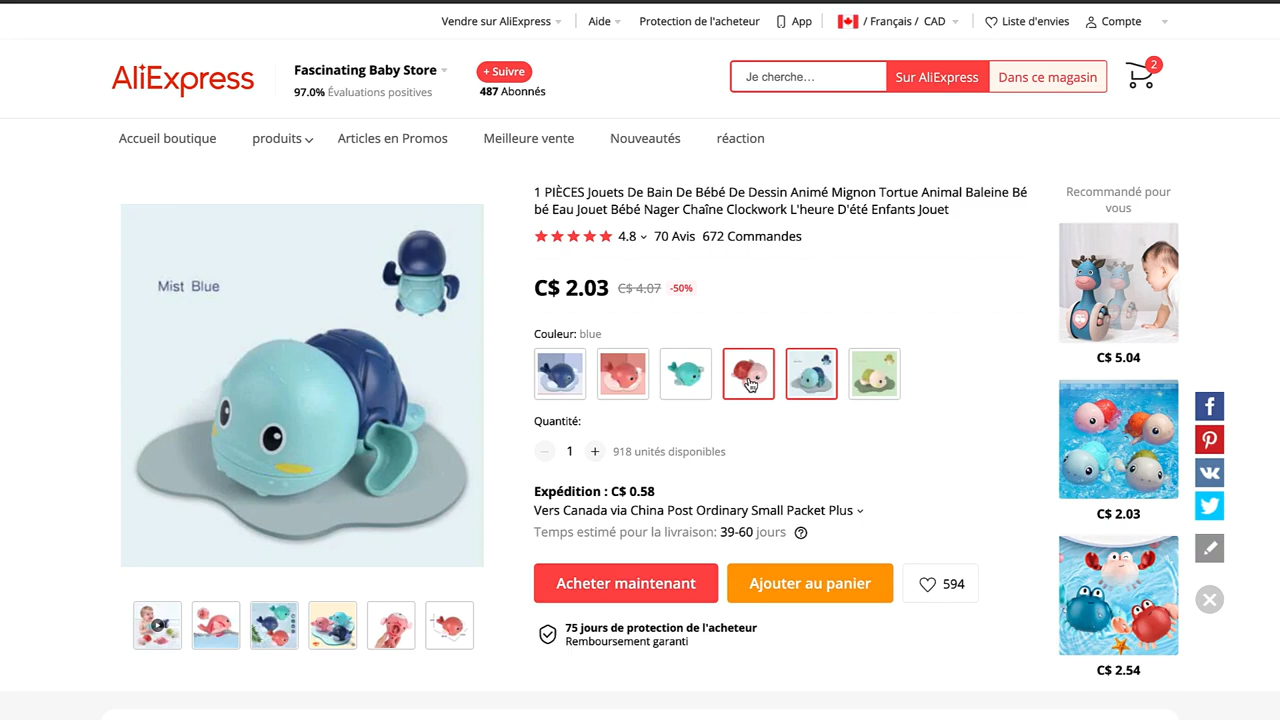 Vendre sur AliExpress
Aide
Protection de l'acheteur
App
/ Français / CAD
Liste d'envies
Compte
AliExpress
Fascinating Baby Store
97.0% Évaluations positives
+ Suivre
487 Abonnés
Je cherche...
Sur AliExpress
Dans ce magasin
2
Accueil boutique
produits
Articles en Promos
Meilleure vente
Nouveautés
réaction
Mist Blue
1 PIÈCES Jouets De Bain De Bébé De Dessin Animé Mignon Tortue Animal Baleine Bé
bé Eau Jouet Bébé Nager Chaîne Clockwork L'heure D'été Enfants Jouet
4.8
70 Avis
672 Commandes
C$ 2.03
C$ 4.07
-50%
Couleur: blue
Quantité:
1
918 unités disponibles
Expédition : C$ 0.58
Vers Canada via China Post Ordinary Small Packet Plus
Temps estimé pour la livraison: 39-60 jours
Acheter maintenant
Ajouter au panier
594
75 jours de protection de l'acheteur
Remboursement garanti
Recommandé pour
vous
C$ 5.04
C$ 2.03
C$ 2.54